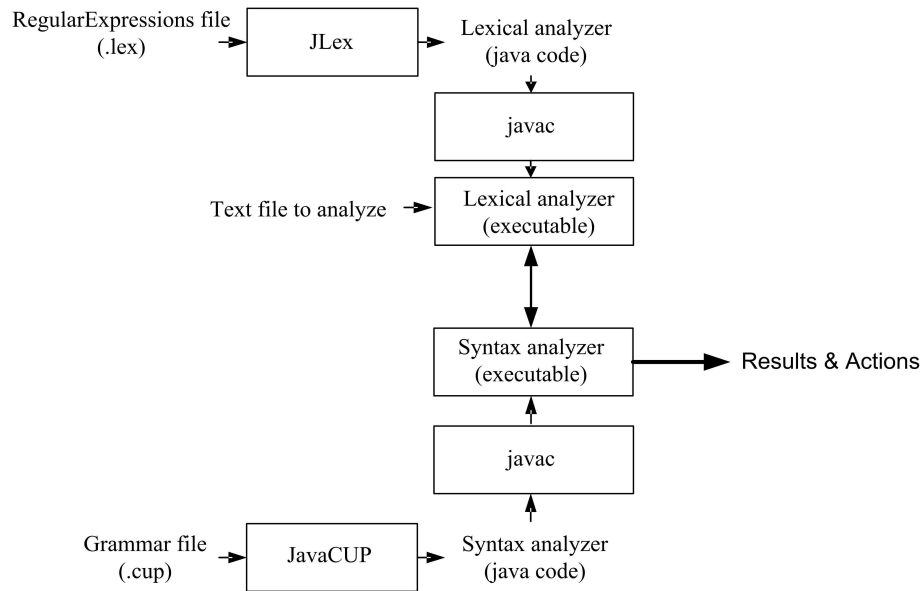 RegularExpressions file
(.lex)
JLex
Lexical analyzer
(java code)
javac
Text file to analyze
Lexical analyzer
(executable)
Syntax analyzer
(executable)
Results & Actions
javac
Grammar file
(.cup)
JavaCUP
Syntax analyzer
(java code)